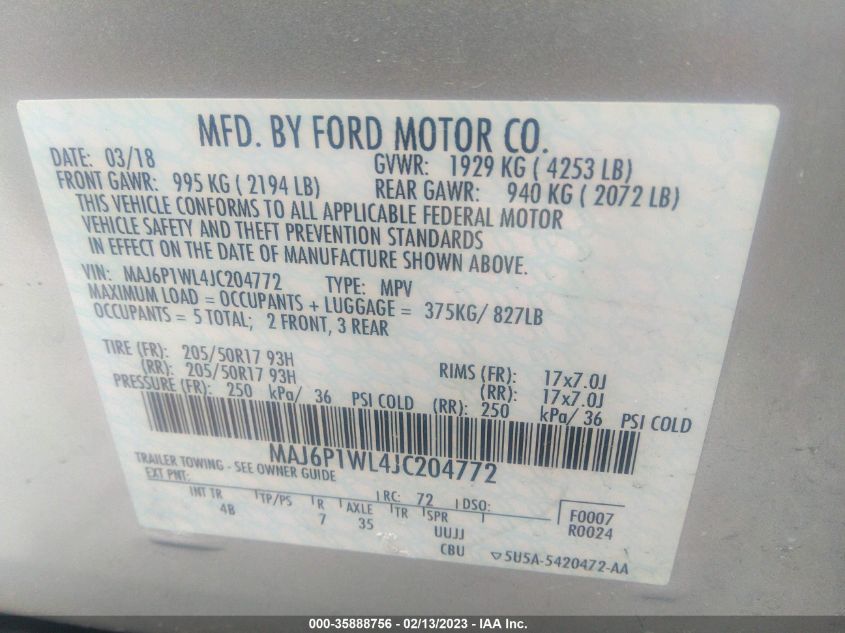 MFD. BY FORD MOTOR CO.
DATE: 03/18 GVWR: 1929 KG ( 4253 LB)
FRONT GAWR: 995 KG ( 2194 LB) REAR GAWR: 940 KG ( 2072 LB)
THIS VEHICLE CONFORMS TO ALL APPLICABLE FEDERAL MOTOR
VEHICLE SAFETY AND THEFT PREVENTION STANDARDS
IN EFFECT ON THE DATE OF MANUFACTURE SHOWN ABOVE.
VIN: MAJ6P1WL4JC204772 TYPE: MPV
MAXIMUM LOAD = OCCUPANTS + LUGGAGE = 375KG/ 827LB
OCCUPANTS = 5 TOTAL; 2 FRONT, 3 REAR
TIRE (FR): 205/50R17 93H RIMS (FR): 17x7.0J
(RR): 205/50R17 93H (RR): 17x7.0J
PRESSURE (FR): 250 kPa/ 36 PSI COLD (RR): 250 kPa/ 36 PSI COLD
MAJ6P1WL4JC204772
TRAILER TOWING - SEE OWNER GUIDE
EXT PNT: RC: 72 DSO:
INT TR TP/PS R AXLE TR SPR F0007
4B 7 35 UUJJ R0024
CBU ▽5U5A-5420472-AA
000-35888756 - 02/13/2023 - IAA Inc.